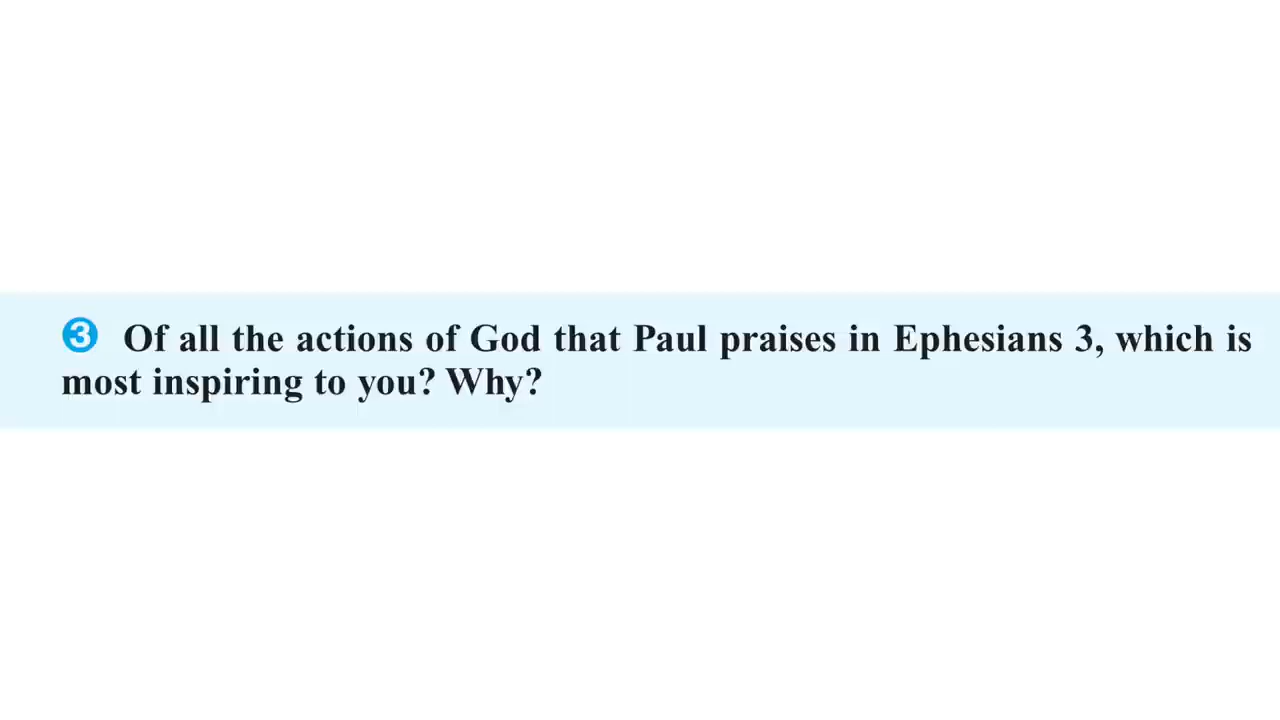 3 Of all the actions of God that Paul praises in Ephesians 3, which is
most inspiring to you? Why?